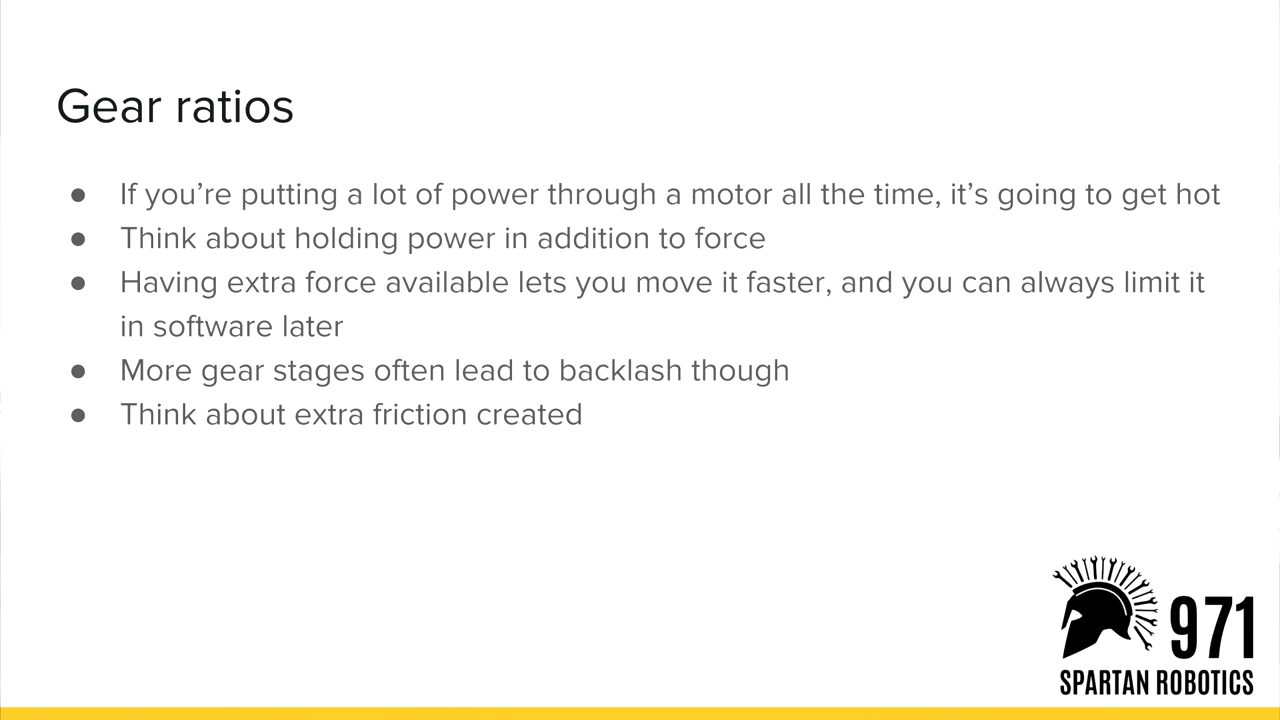 Gear ratios
● If you’re putting a lot of power through a motor all the time, it’s going to get hot
● Think about holding power in addition to force
● Having extra force available lets you move it faster, and you can always limit it
in software later
● More gear stages often lead to backlash though
● Think about extra friction created
971
SPARTAN ROBOTICS